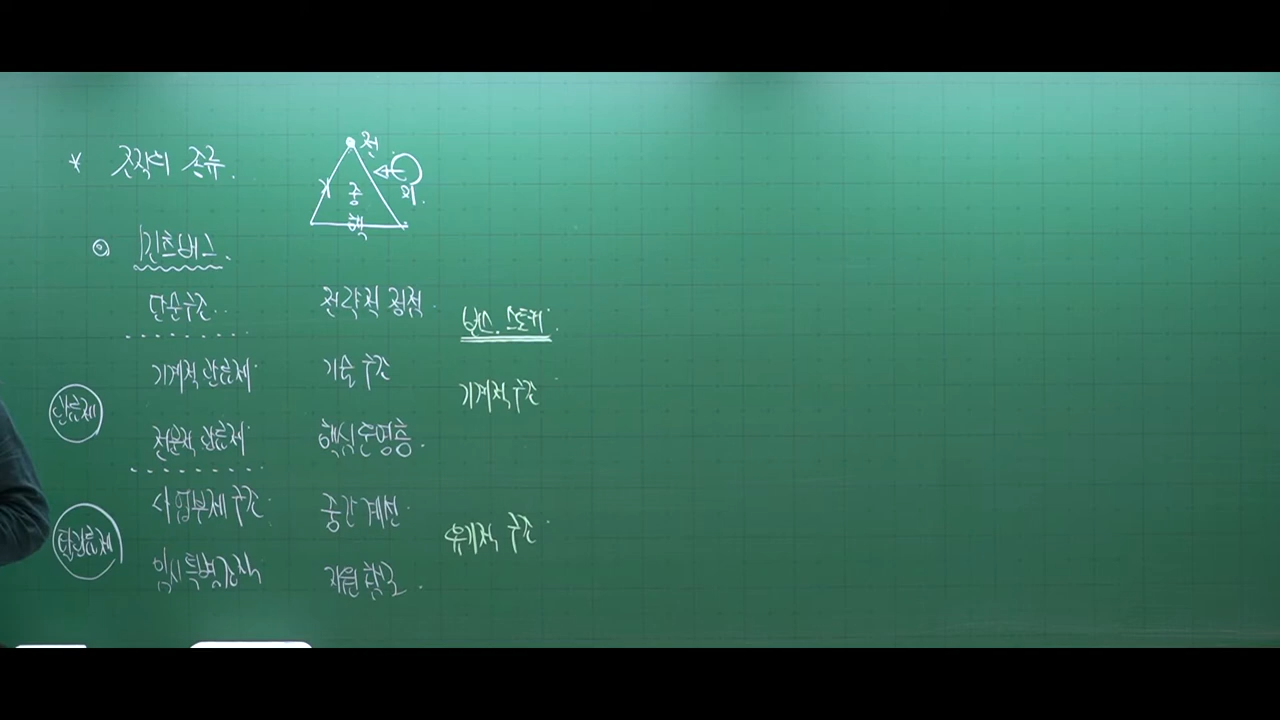 * 조직의 종류.
전
기
중
핵
지.
⊙ 민츠버그.
단순구조.
전략적 정점.
기계적 관료제
기술 구조
관료제
전문적 관료제
핵심운영층.
사업부제 구조
중간 계선
탈관료제
임시특별조직
지원 참모.
번스. 스토커.
기계적 구조
유기적 구조